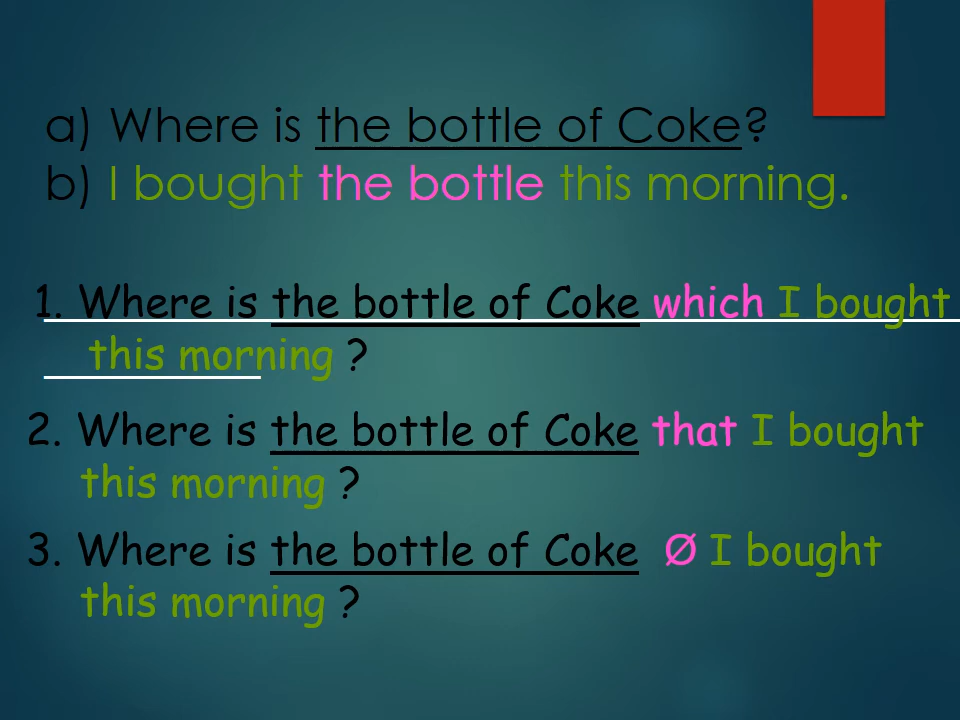 a) Where is the bottle of Coke?
b) I bought the bottle this morning.
1. Where is the bottle of Coke which I bought
this morning ?
2. Where is the bottle of Coke that I bought
this morning ?
3. Where is the bottle of Coke Ø I bought
this morning ?